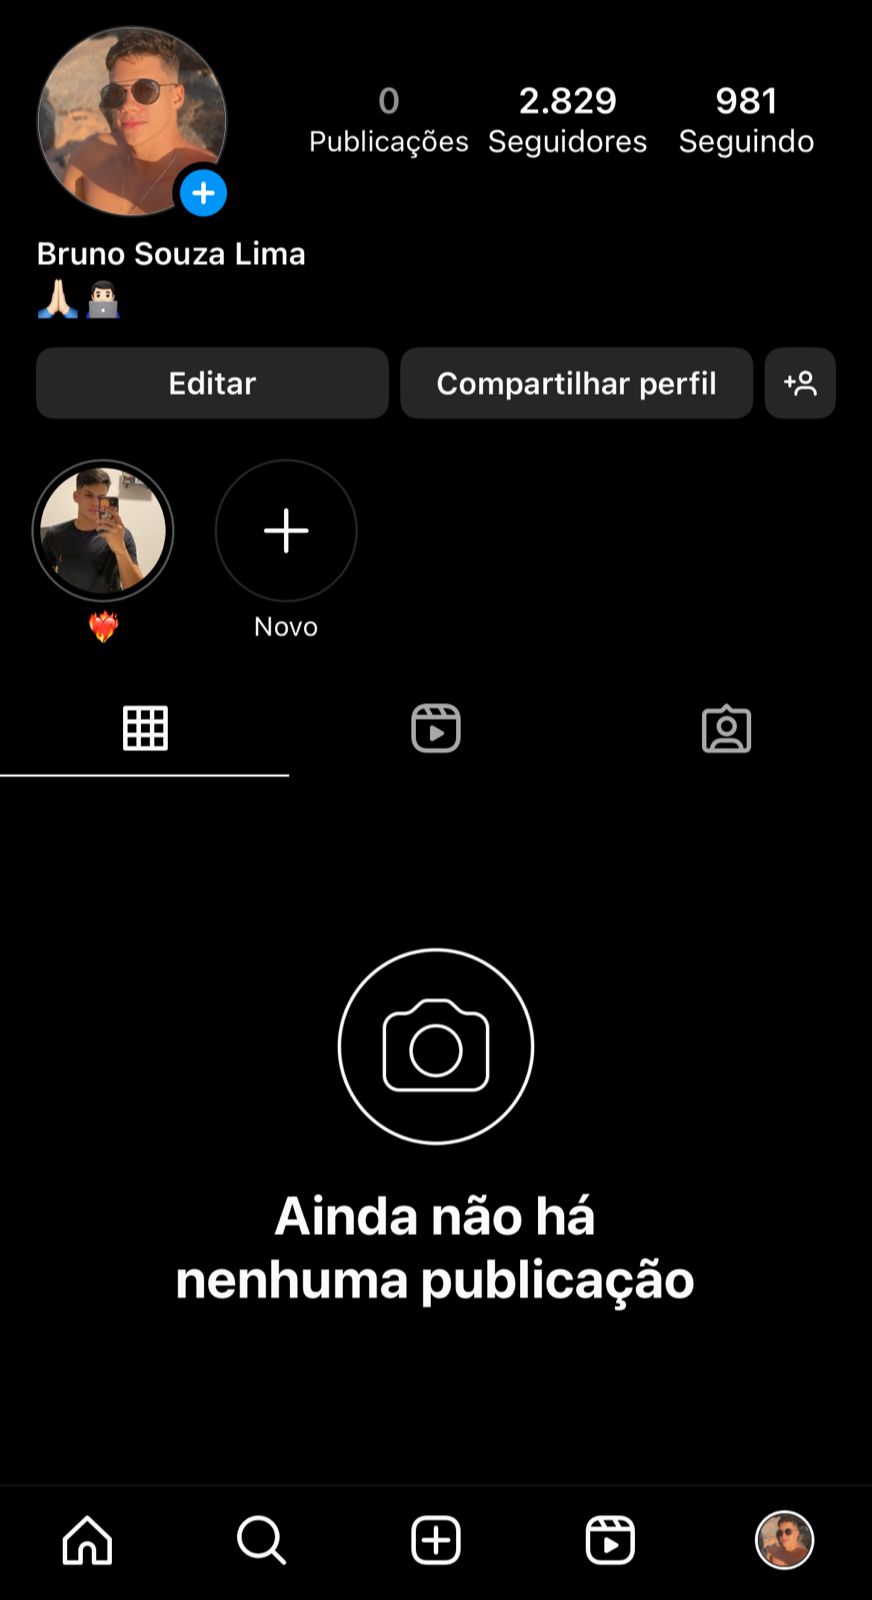 0 2.829 981
Publicações Seguidores Seguindo
Bruno Souza Lima
🙏🏻👨🏻‍💻
Editar Compartilhar perfil
❤️‍🔥
Novo
Ainda não há
nenhuma publicação